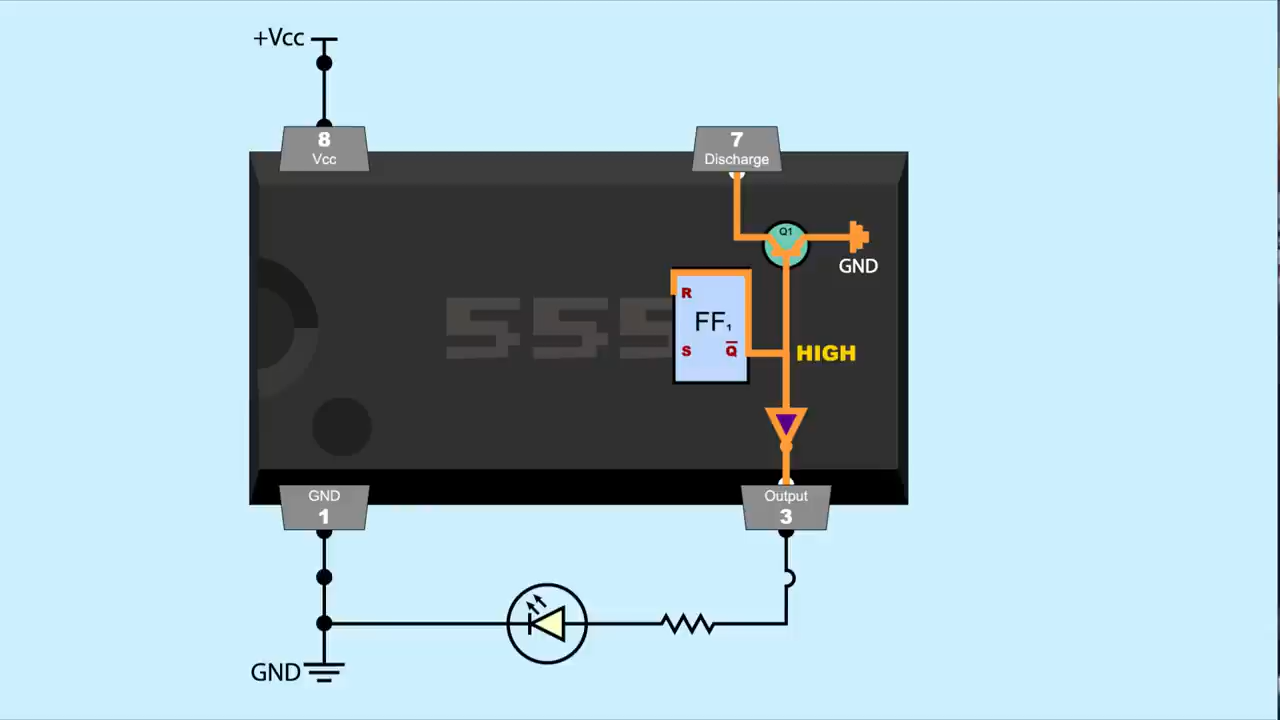 +Vcc
8
Vcc
7
Discharge
Q1
GND
R
555
FF₁
S
Q̅
HIGH
GND
1
Output
3
GND